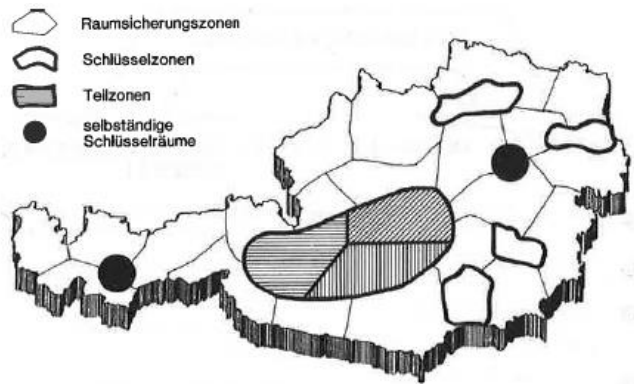 Raumsicherungszonen
Schlüsselzonen
Teilzonen
selbständige
Schlüsselräume